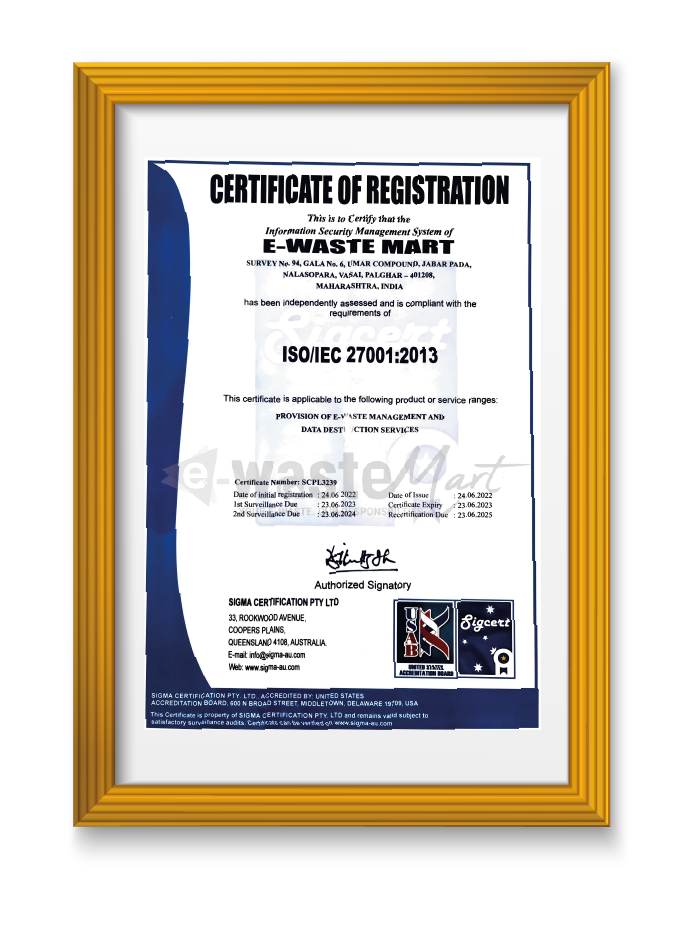 CERTIFICATE OF REGISTRATION
This is to Certify that the
Information Security Management System of
E-WASTE MART
SURVEY No. 94, GALA No. 6, UMAR COMPOUND, JABAR PADA,
NALASOPARA, VASAI, PALGHAR – 401208,
MAHARASHTRA, INDIA
has been independently assessed and is compliant with the
requirements of
Sigcert
ISO/IEC 27001:2013
This certificate is applicable to the following product or service ranges:
PROVISION OF E-WASTE MANAGEMENT AND
DATA DEST CTION SERVICES
e-wasteMart
Certificate Number: SCPL3239
Date of initial registration : 24.06 2022 Date of Issue : 24.06.2022
1st Surveillance Due : 23.06.2023 Certificate Expiry : 23.06.2023
2nd Surveillance Due : 23.06.2024 Recertification Due : 23.06.2025
Authorized Signatory
SIGMA CERTIFICATION PTY LTD
33, ROOKWOOD AVENUE,
COOPERS PLAINS,
QUEENSLAND 4108, AUSTRALIA.
E-mail: info@sigma-au.com
Web: www.sigma-au.com
USAB
UNITED STATES
ACCREDITATION BOARD
Sigcert
SIGMA CERTIFICATION PTY. LTD., ACCREDITED BY: UNITED STATES
ACCREDITATION BOARD, 600 N BROAD STREET, MIDDLETOWN, DELAWARE 19709, USA
This Certificate is property of SIGMA CERTIFICATION PTY. LTD and remains valid subject to
satisfactory surveillance audits. Certificate can be verified on www.sigma-au.com